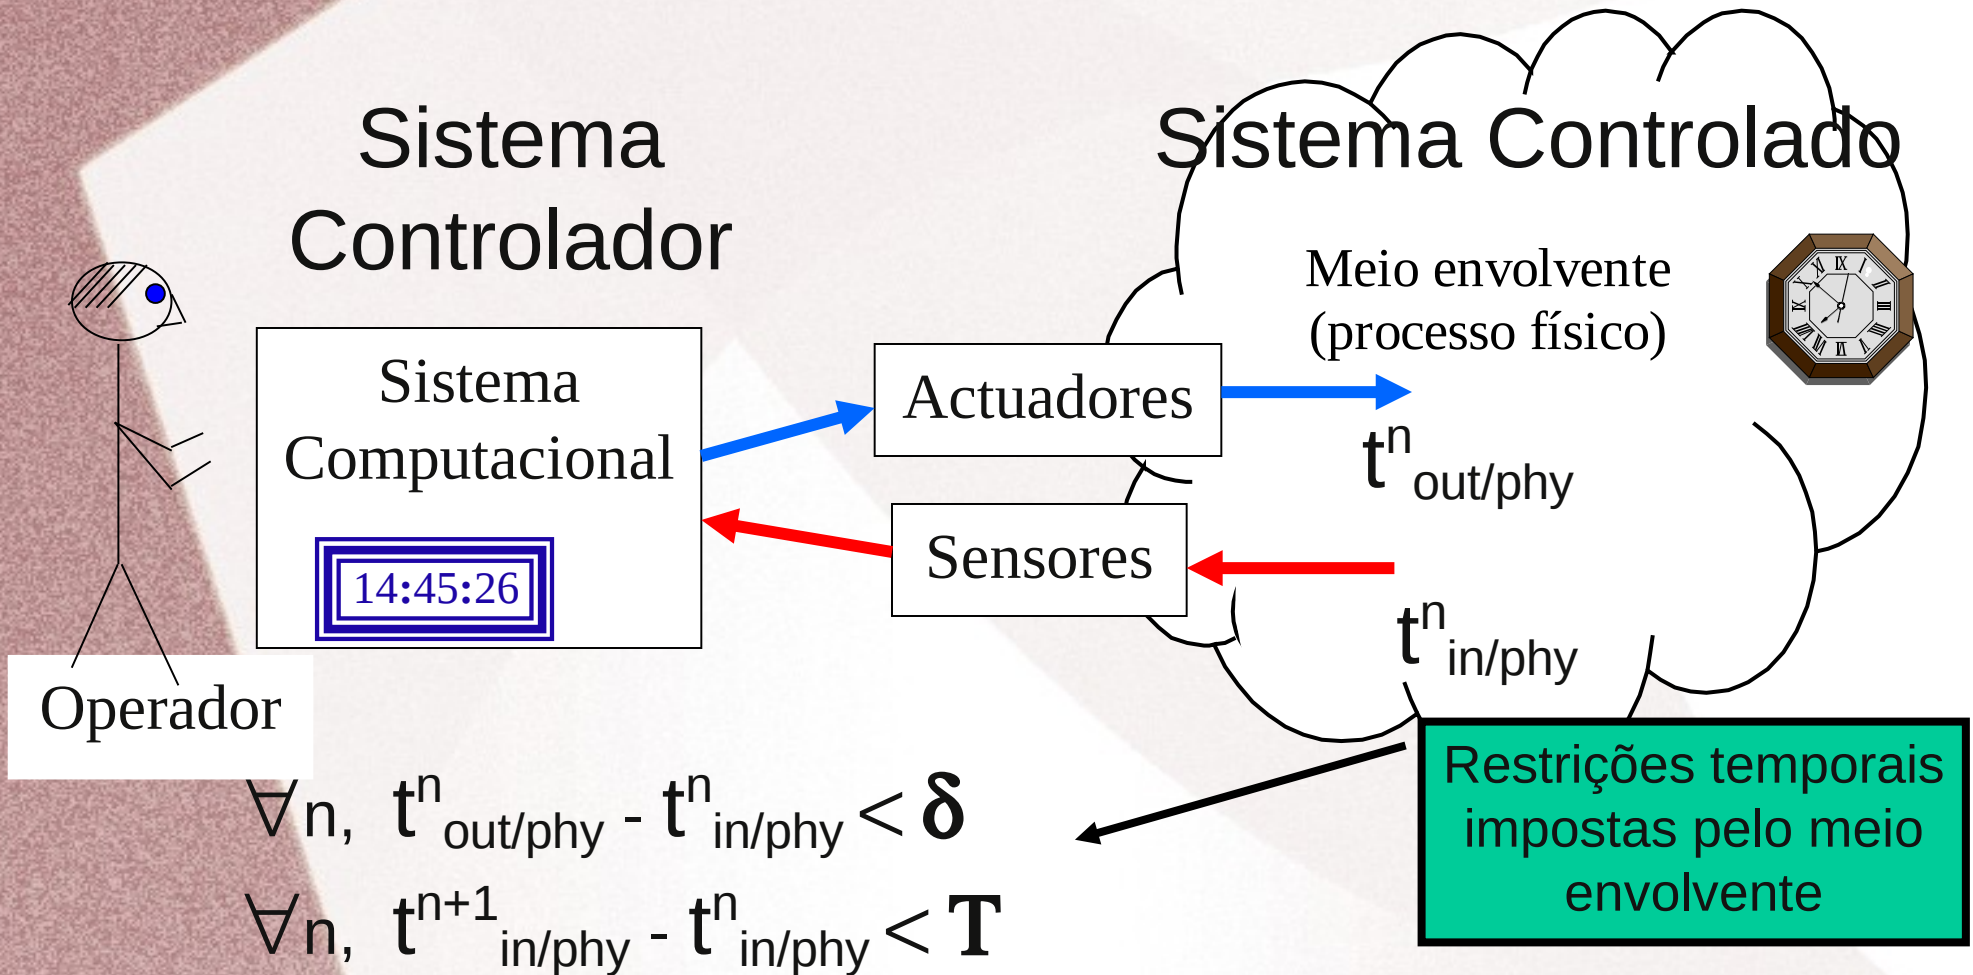 Sistema
Controlador
Sistema Controlado
Meio envolvente
(processo físico)
Sistema
Computacional
14:45:26
Actuadores
Sensores
tⁿout/phy
tⁿin/phy
Operador
∀n, tⁿout/phy - tⁿin/phy < δ
∀n, tⁿ⁺¹in/phy - tⁿin/phy < T
Restrições temporais
impostas pelo meio
envolvente